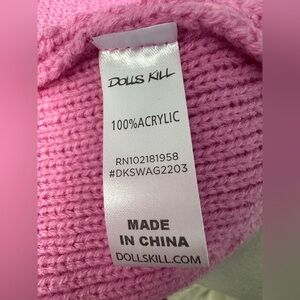 DOLLS KILL
100%ACRYLIC
RN102181958
#DKSWAG2203
MADE
IN CHINA
DOLLSKILL.COM